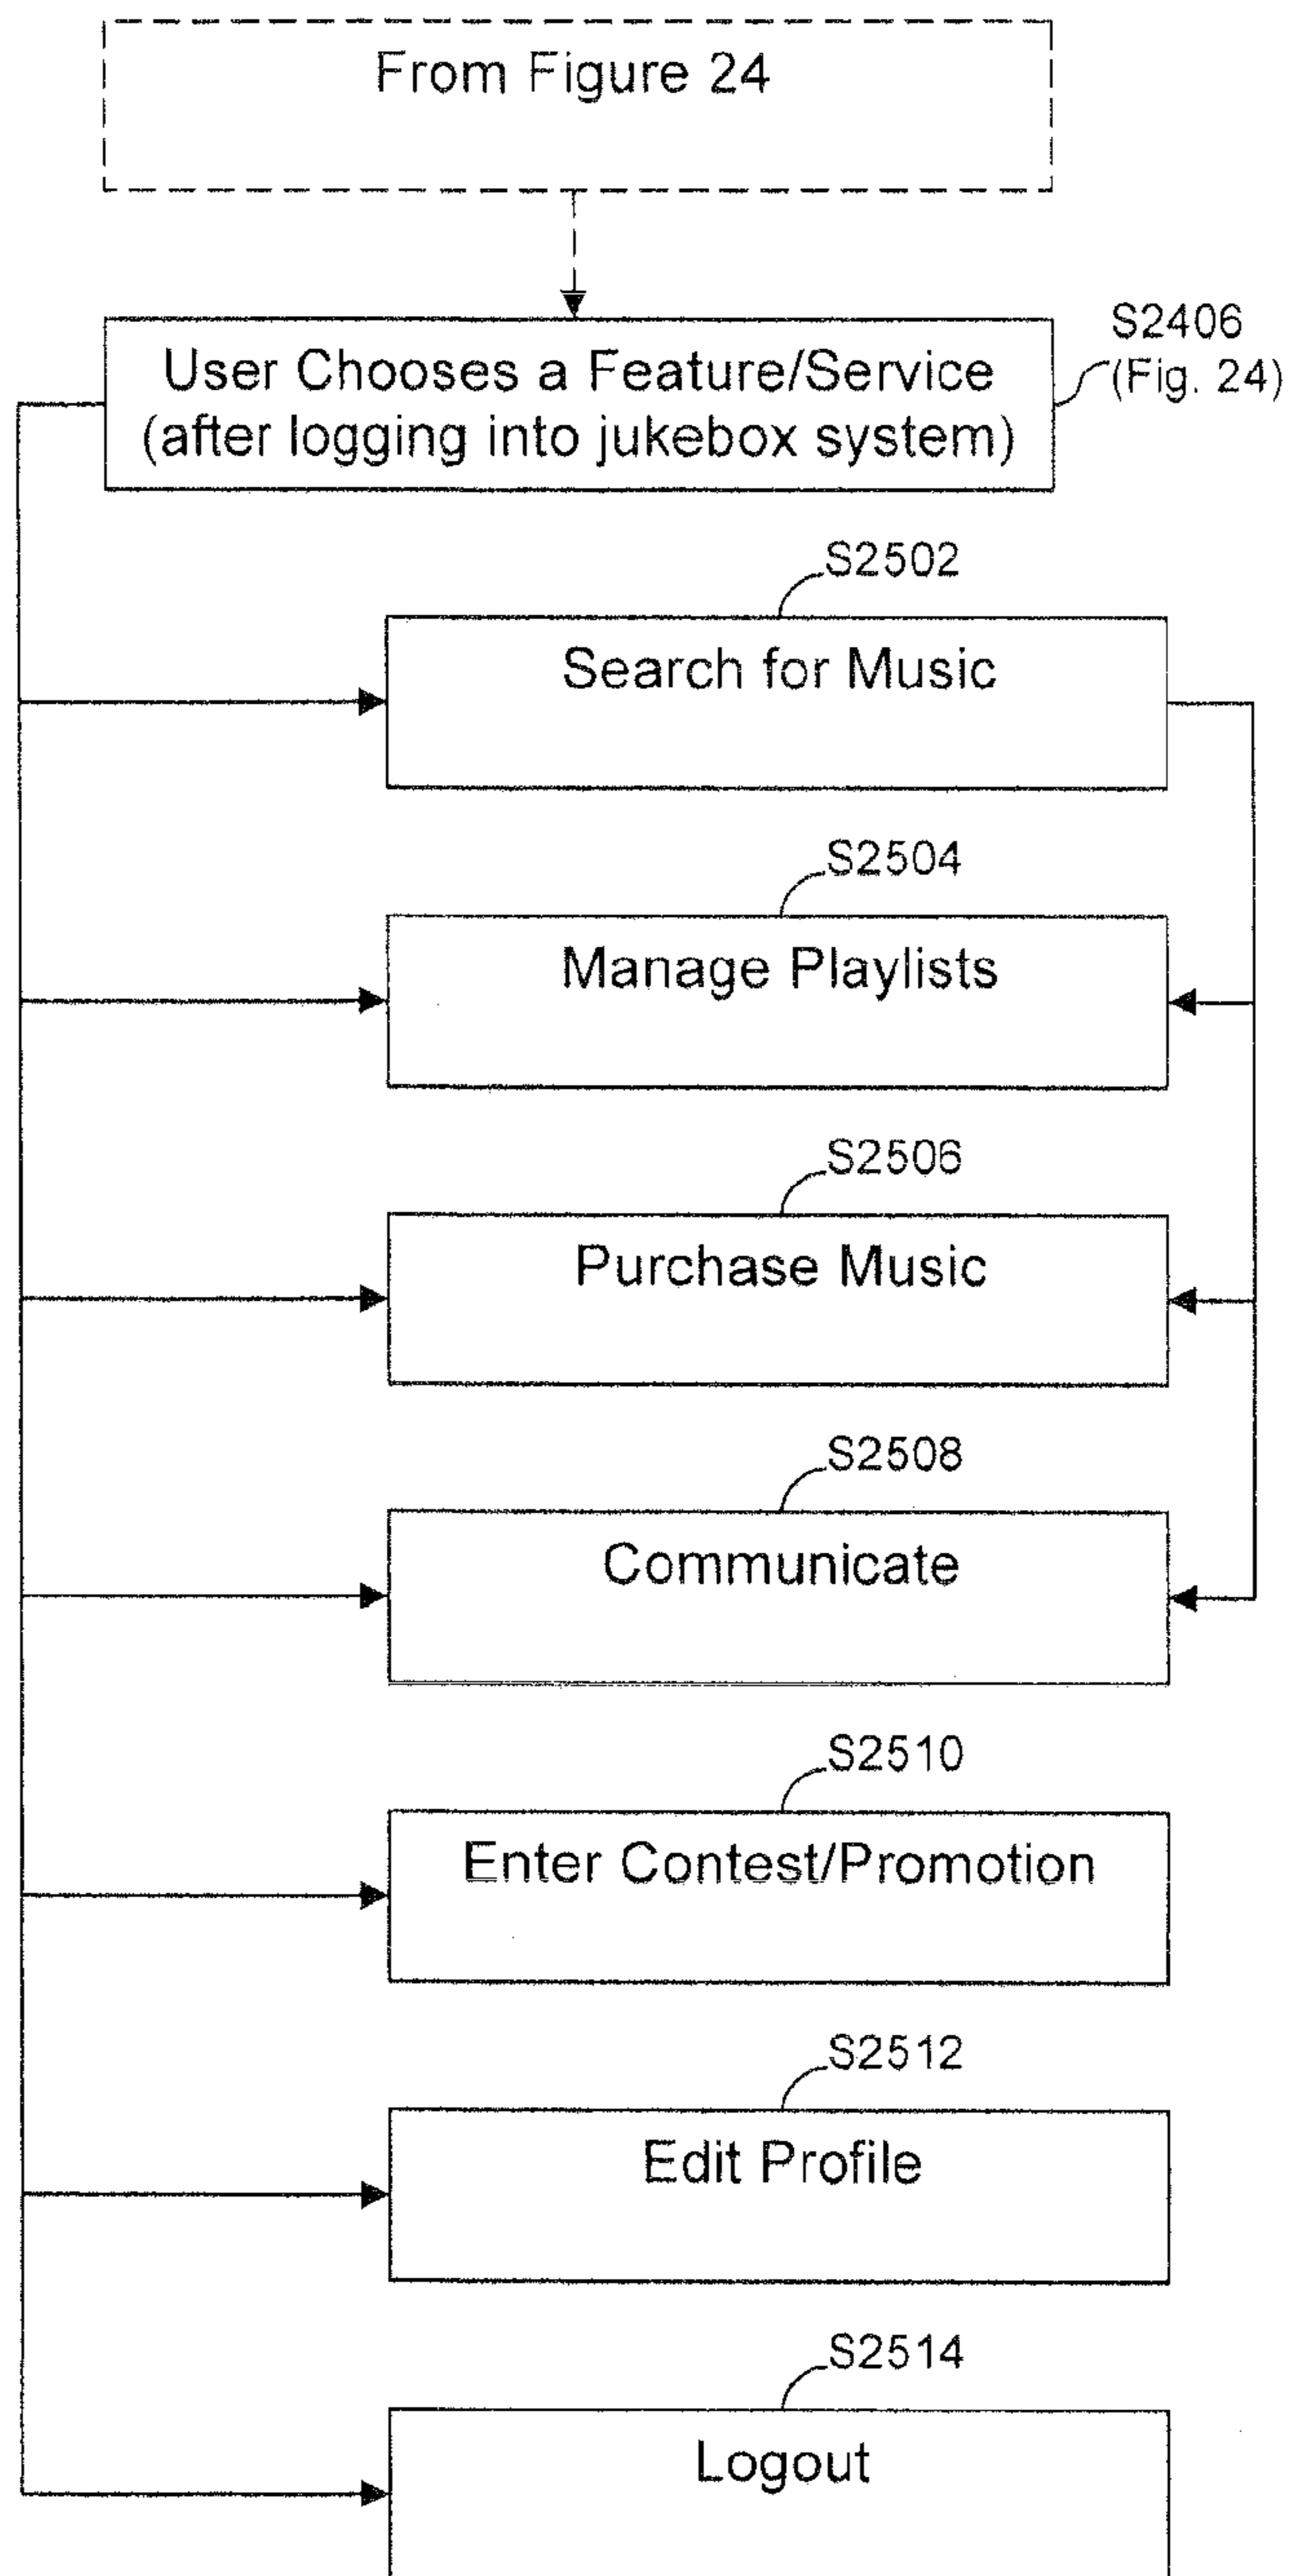 From Figure 24
User Chooses a Feature/Service
(after logging into jukebox system)
S2406
(Fig. 24)
S2502
Search for Music
S2504
Manage Playlists
S2506
Purchase Music
S2508
Communicate
S2510
Enter Contest/Promotion
S2512
Edit Profile
S2514
Logout